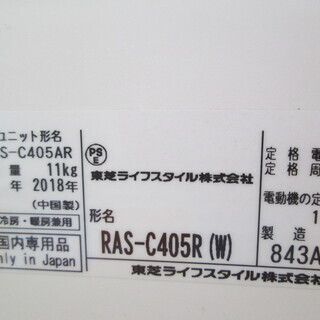 ユニット形名
S-C405AR
量 11kg
年 2018年
(中国製)
冷房・暖房兼用
国内専用品
only in Japan
PS
E
東芝ライフスタイル株式会社
形名
RAS-C405R(W)
東芝ライフスタイル株式会社
定格電
定格周
電動機の定
1
製造
843A